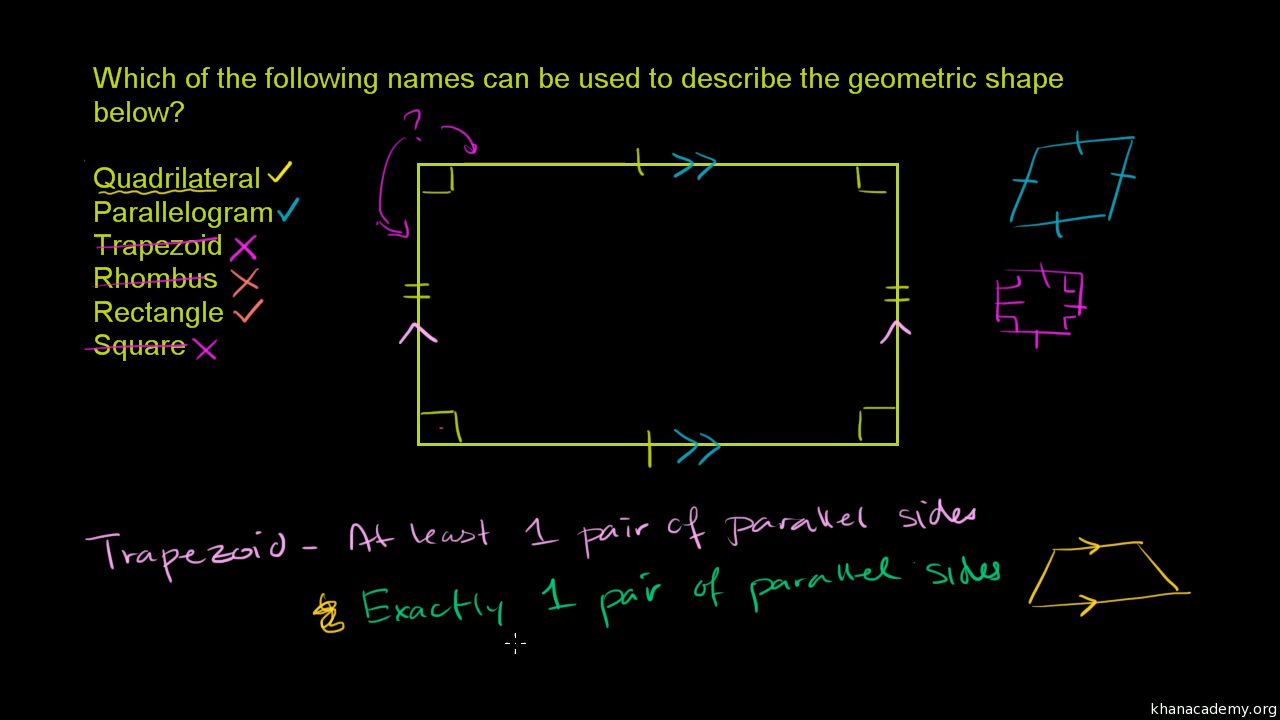 Which of the following names can be used to describe the geometric shape
below?
?
Quadrilateral
Parallelogram
Trapezoid
Rhombus
Rectangle
Square
Trapezoid - At least 1 pair of parallel sides
Exactly 1 pair of parallel sides
khanacademy.org